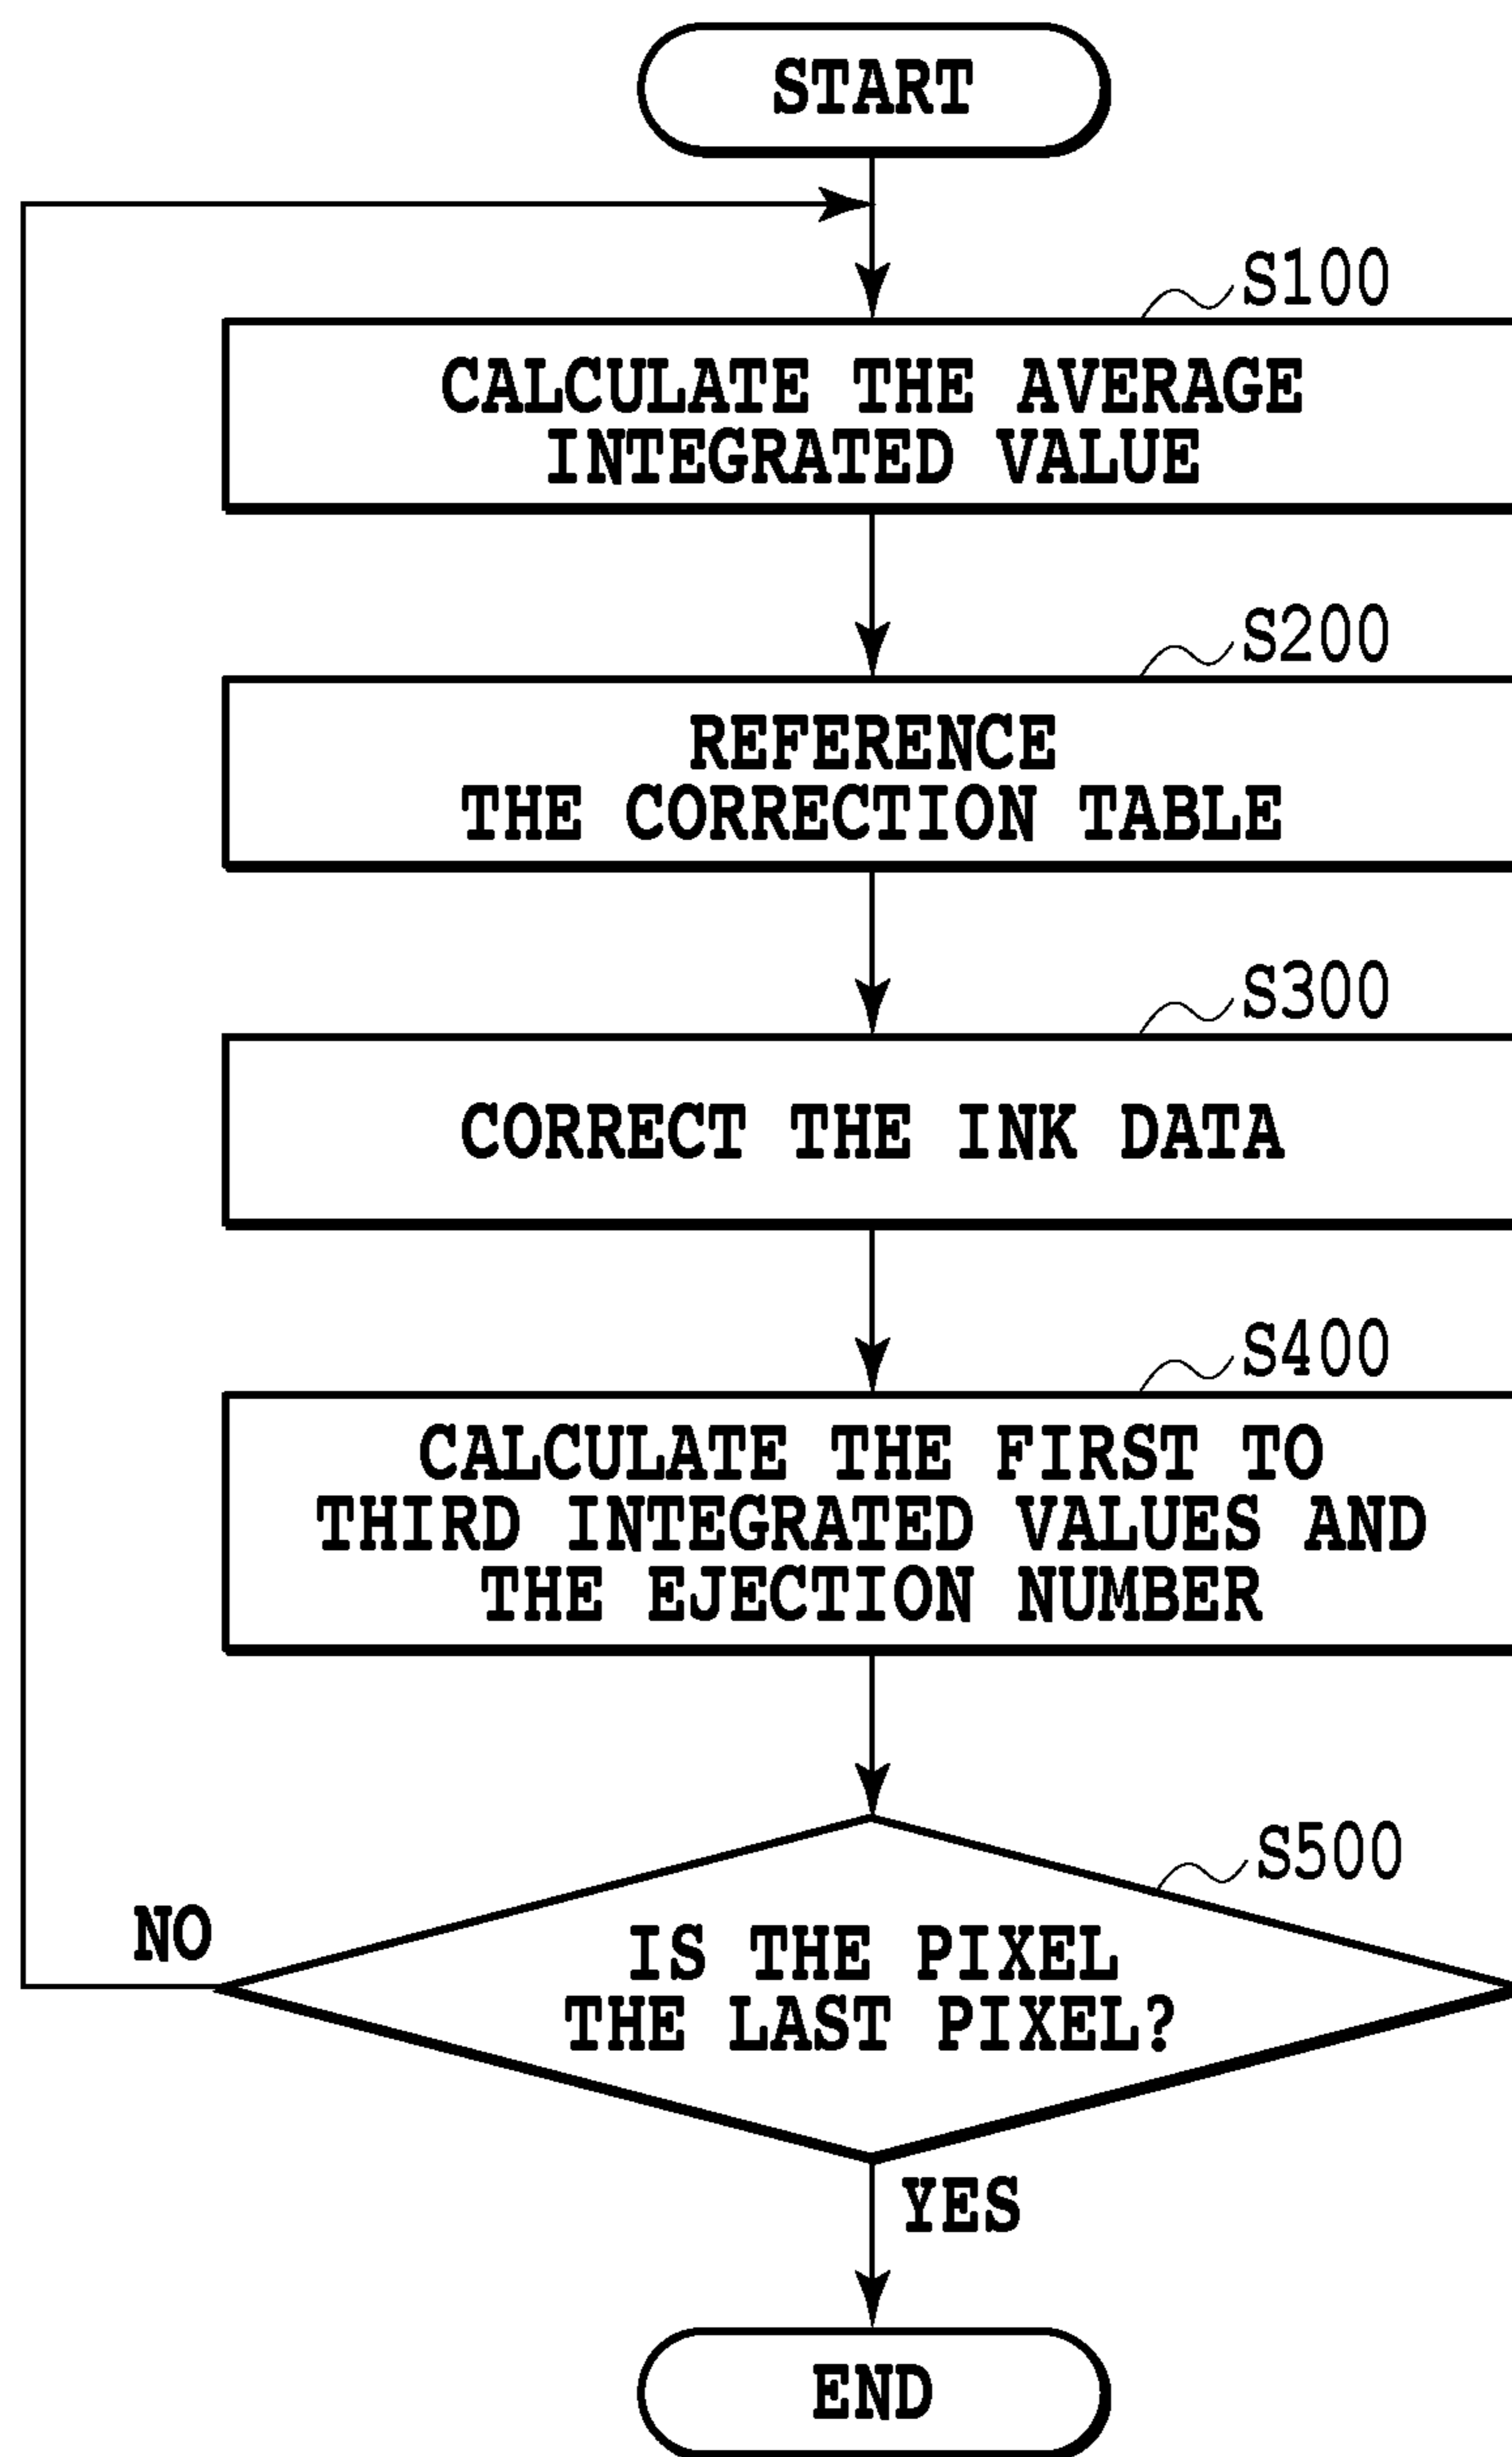 START
S100
CALCULATE THE AVERAGE
INTEGRATED VALUE
S200
REFERENCE
THE CORRECTION TABLE
S300
CORRECT THE INK DATA
S400
CALCULATE THE FIRST TO
THIRD INTEGRATED VALUES AND
THE EJECTION NUMBER
S500
NO
IS THE PIXEL
THE LAST PIXEL?
YES
END